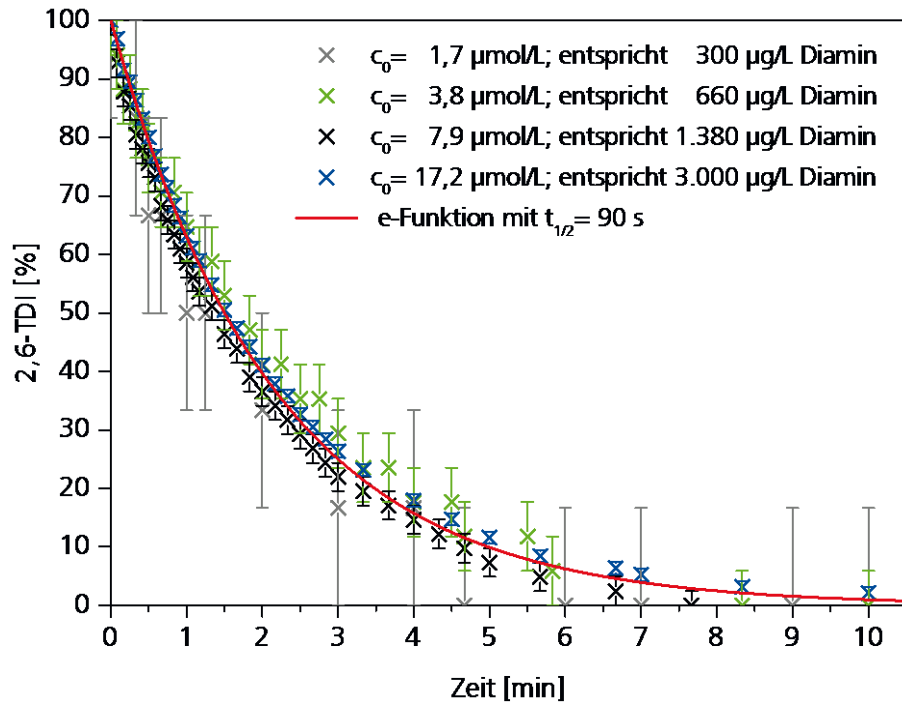 100
90
80
70
60
50
40
30
20
10
0
2,6-TDI [%]
c0= 1,7 µmol/L; entspricht 300 µg/L Diamin
c0= 3,8 µmol/L; entspricht 660 µg/L Diamin
c0= 7,9 µmol/L; entspricht 1.380 µg/L Diamin
c0= 17,2 µmol/L; entspricht 3.000 µg/L Diamin
e-Funktion mit t1/2= 90 s
0 1 2 3 4 5 6 7 8 9 10
Zeit [min]